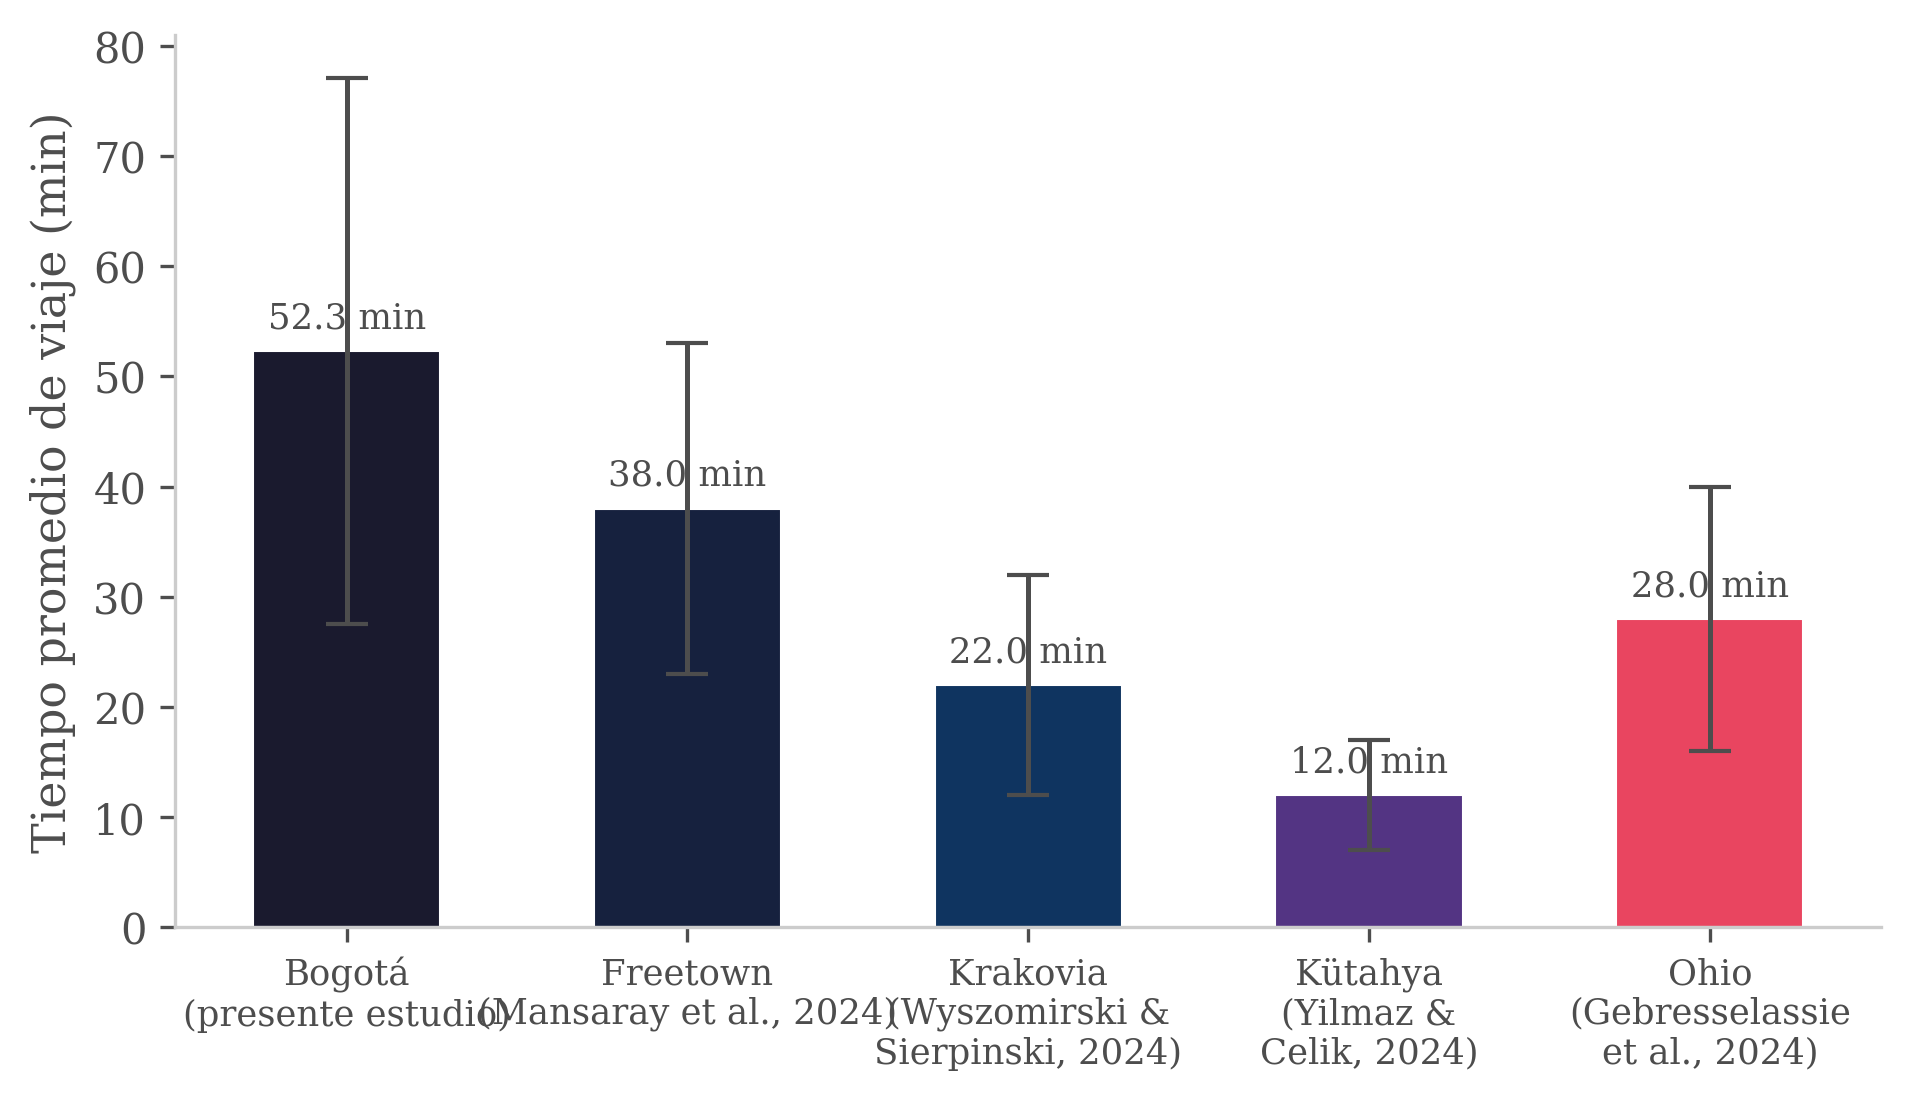 Tiempo promedio de viaje (min)
80
70
60
50
40
30
20
10
0
52.3 min
38.0 min
22.0 min
12.0 min
28.0 min
Bogotá
(presente estudio)
Freetown
(Mansaray et al., 2024)
Krakovia
(Wyszomirski &
Sierpinski, 2024)
Kütahya
(Yilmaz &
Celik, 2024)
Ohio
(Gebresselassie
et al., 2024)